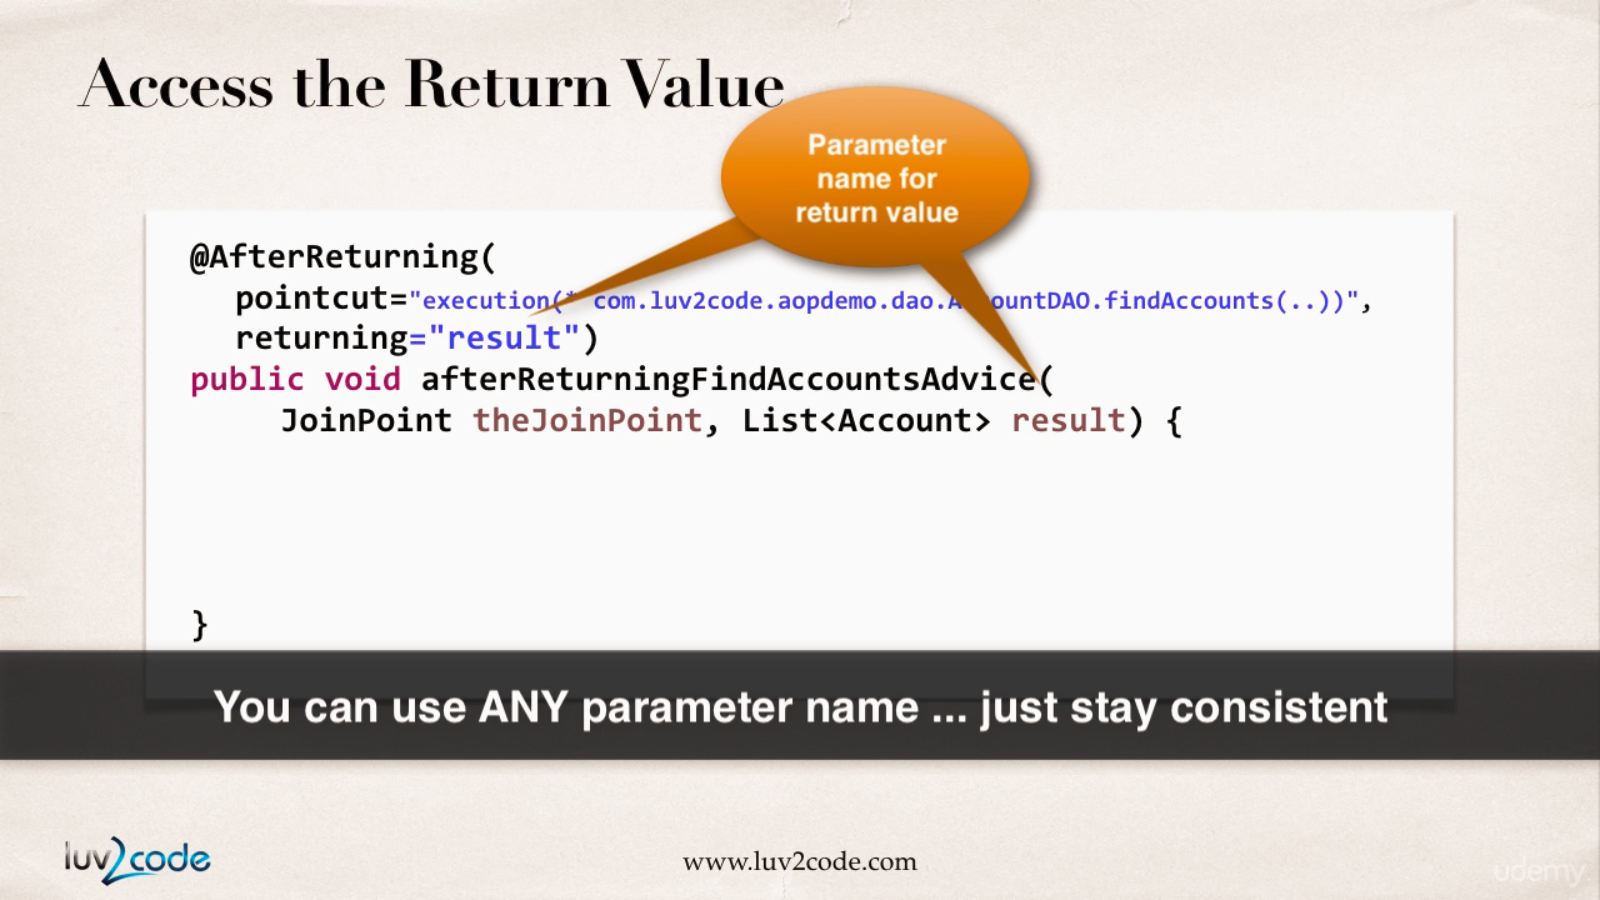 Access the Return Value
Parameter
name for
return value
@AfterReturning(
pointcut="execution(* com.luv2code.aopdemo.dao.A ountDAO.findAccounts(..))",
returning="result")
public void afterReturningFindAccountsAdvice(
JoinPoint theJoinPoint, List<Account> result) {
}
You can use ANY parameter name ... just stay consistent
luv2code
www.luv2code.com
udemy